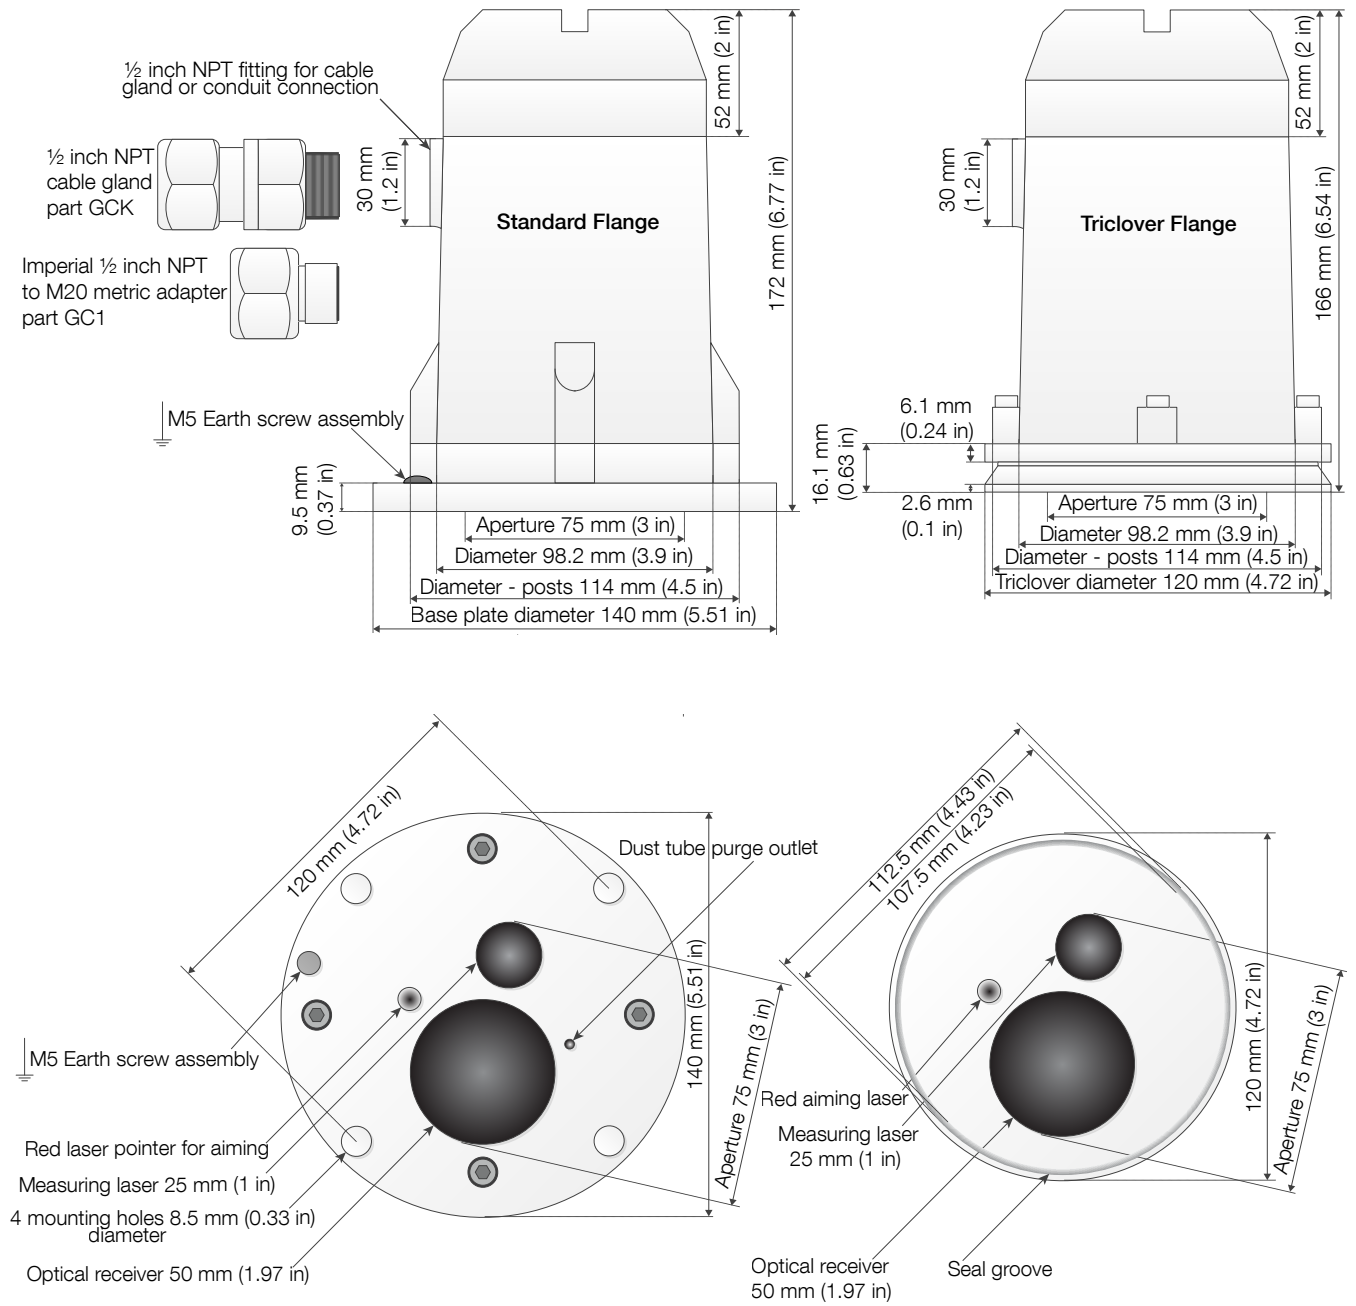 ½ inch NPT fitting for cable
gland or conduit connection
½ inch NPT
cable gland
part GCK
Imperial ½ inch NPT
to M20 metric adapter
part GC1
M5 Earth screw assembly
30 mm
(1.2 in)
52 mm (2 in)
172 mm (6.77 in)
Standard Flange
9.5 mm
(0.37 in)
Aperture 75 mm (3 in)
Diameter 98.2 mm (3.9 in)
Diameter - posts 114 mm (4.5 in)
Base plate diameter 140 mm (5.51 in)
30 mm
(1.2 in)
52 mm (2 in)
166 mm (6.54 in)
Triclover Flange
6.1 mm
(0.24 in)
16.1 mm
(0.63 in)
2.6 mm
(0.1 in)
Aperture 75 mm (3 in)
Diameter 98.2 mm (3.9 in)
Diameter - posts 114 mm (4.5 in)
Triclover diameter 120 mm (4.72 in)
120 mm (4.72 in)
Dust tube purge outlet
140 mm (5.51 in)
Aperture 75 mm (3 in)
M5 Earth screw assembly
Red laser pointer for aiming
Measuring laser 25 mm (1 in)
4 mounting holes 8.5 mm (0.33 in)
diameter
Optical receiver 50 mm (1.97 in)
112.5 mm (4.43 in)
107.5 mm (4.23 in)
120 mm (4.72 in)
Aperture 75 mm (3 in)
Red aiming laser
Measuring laser
25 mm (1 in)
Optical receiver
50 mm (1.97 in)
Seal groove